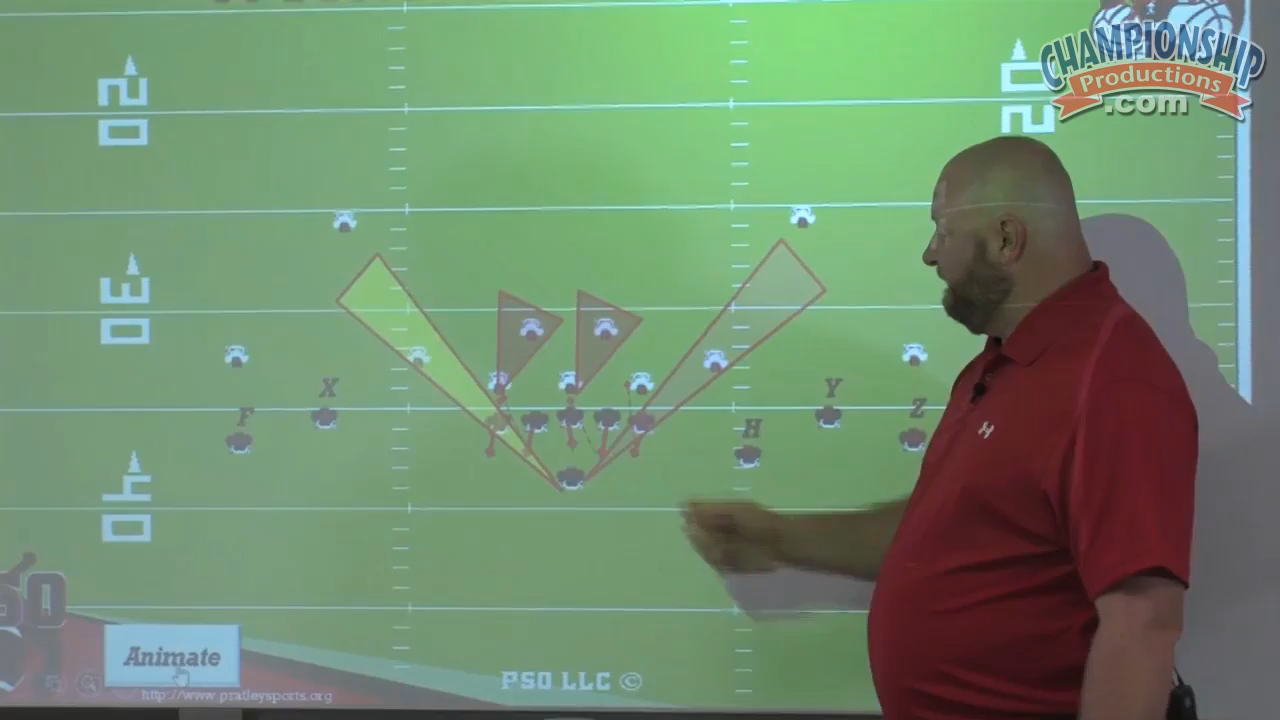 CHAMPIONSHIP
Productions
.com
20
20
30
X
F
Y
Z
H
40
Animate
PSO LLC ©
http://www.pratleysports.org